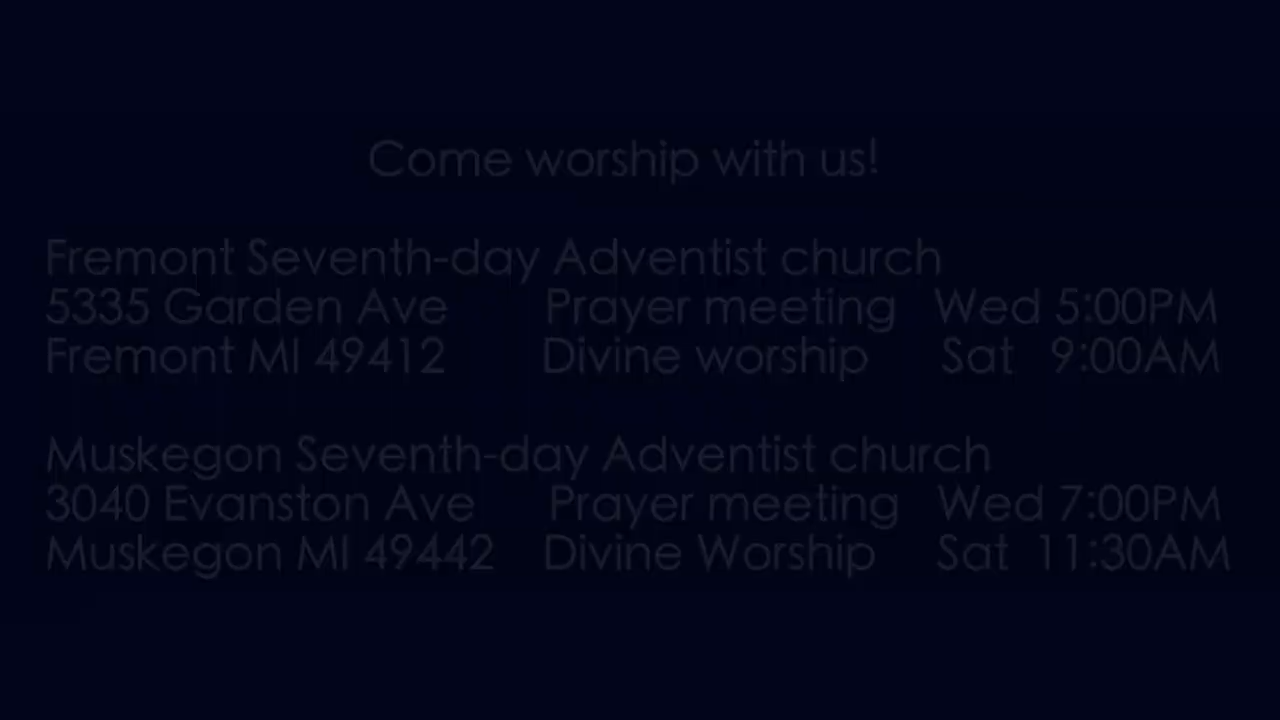 Come worship with us!
Fremont Seventh-day Adventist church
5335 Garden Ave Prayer meeting Wed 5:00PM
Fremont MI 49412 Divine worship Sat 9:00AM
Muskegon Seventh-day Adventist church
3040 Evanston Ave Prayer meeting Wed 7:00PM
Muskegon MI 49442 Divine Worship Sat 11:30AM